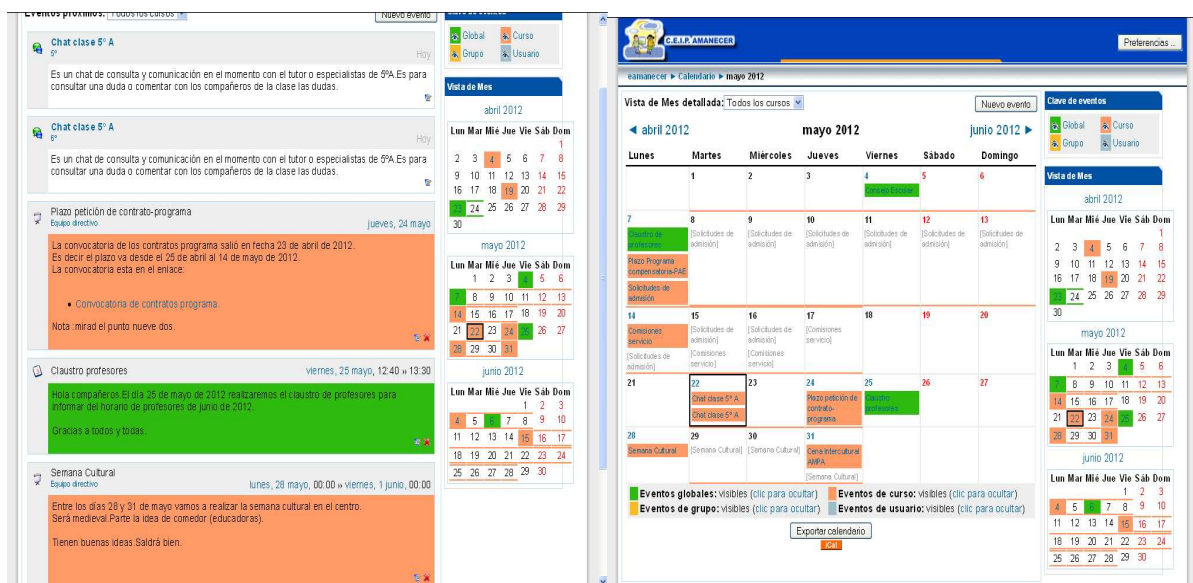 Eventos próximos: Todos los cursos
Nuevo evento
Chat clase 5º A
5º
Hoy
Es un chat de consulta y comunicación en el momento con el tutor o especialistas de 5ºA.Es para
consultar una duda o comentar con los compañeros de la clase las dudas.
Chat clase 5º A
6º
Hoy
Es un chat de consulta y comunicación en el momento con el tutor o especialistas de 5ºA.Es para
consultar una duda o comentar con los compañeros de la clase las dudas.
Plazo petición de contrato-programa
Equipo directivo
jueves, 24 mayo
La convocatoria de los contratos programa salió en fecha 23 de abril de 2012.
Es decir el plazo va desde el 25 de abril al 14 de mayo de 2012.
La convocatoria esta en el enlace:
• Convocatoria de contratos programa.
Nota :mirad el punto nueve dos.
Claustro profesores
viernes, 25 mayo, 12:40 » 13:30
Hola compañeros.El día 25 de mayo de 2012 realizaremos el claustro de profesores para
informar del horario de profesores de junio de 2012.
Gracias a todos y todas.
Semana Cultural
Equipo directivo
lunes, 28 mayo, 00:00 » viernes, 1 junio, 00:00
Entre los días 28 y 31 de mayo vamos a realizar la semana cultural en el centro.
Será medieval.Parte la idea de comedor (educadoras).
Tienen buenas ideas.Saldrá bien.
Clave de eventos
Global Curso
Grupo Usuario
Vista de Mes
abril 2012
Lun Mar Mié Jue Vie Sáb Dom
1
2 3 4 5 6 7 8
9 10 11 12 13 14 15
16 17 18 19 20 21 22
23 24 25 26 27 28 29
30
mayo 2012
Lun Mar Mié Jue Vie Sáb Dom
1 2 3 4 5 6
7 8 9 10 11 12 13
14 15 16 17 18 19 20
21 22 23 24 25 26 27
28 29 30 31
junio 2012
Lun Mar Mié Jue Vie Sáb Dom
1 2 3
4 5 6 7 8 9 10
11 12 13 14 15 16 17
18 19 20 21 22 23 24
25 26 27 28 29 30
C.E.I.P. AMANECER
Preferencias ...
eamanecer ► Calendario ► mayo 2012
Vista de Mes detallada: Todos los cursos
Nuevo evento
◄ abril 2012 mayo 2012 junio 2012 ►
Lunes Martes Miércoles Jueves Viernes Sábado Domingo
1 2 3 4 5 6
Consejo Escolar
7 8 9 10 11 12 13
Claustro de profesores
Plazo Programa compensatoria-PAE
Solicitudes de admisión
[Solicitudes de admisión] [Solicitudes de admisión] [Solicitudes de admisión] [Solicitudes de admisión] [Solicitudes de admisión] [Solicitudes de admisión]
14 15 16 17 18 19 20
Comisiones servicio
[Solicitudes de admisión]
[Solicitudes de admisión]
[Comisiones servicio]
[Solicitudes de admisión]
[Comisiones servicio]
[Comisiones servicio]
21 22 23 24 25 26 27
Chat clase 5º A
Chat clase 5º A
Plazo petición de contrato-programa
Claustro profesores
28 29 30 31
Semana Cultural [Semana Cultural] [Semana Cultural] Cena Intercultural AMPA
[Semana Cultural]
Eventos globales: visibles (clic para ocultar) Eventos de curso: visibles (clic para ocultar)
Eventos de grupo: visibles (clic para ocultar) Eventos de usuario: visibles (clic para ocultar)
Exportar calendario
iCal
Clave de eventos
Global Curso
Grupo Usuario
Vista de Mes
abril 2012
Lun Mar Mié Jue Vie Sáb Dom
1
2 3 4 5 6 7 8
9 10 11 12 13 14 15
16 17 18 19 20 21 22
23 24 25 26 27 28 29
30
mayo 2012
Lun Mar Mié Jue Vie Sáb Dom
1 2 3 4 5 6
7 8 9 10 11 12 13
14 15 16 17 18 19 20
21 22 23 24 25 26 27
28 29 30 31
junio 2012
Lun Mar Mié Jue Vie Sáb Dom
1 2 3
4 5 6 7 8 9 10
11 12 13 14 15 16 17
18 19 20 21 22 23 24
25 26 27 28 29 30